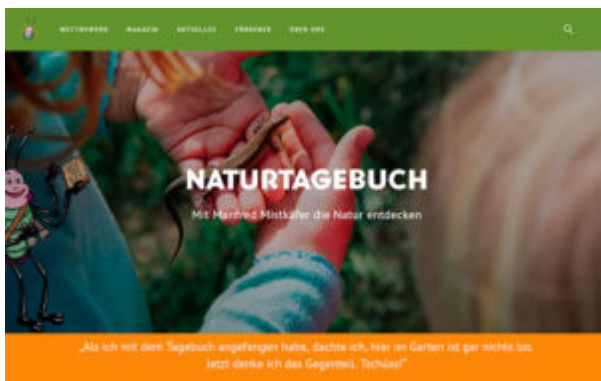 WETTBEWERB MAGAZIN AKTUELLES FÖRDERER ÜBER UNS
NATURTAGEBUCH
Mit Manfred Mistkäfer die Natur entdecken
„Als ich mit dem Tagebuch angefangen habe, dachte ich, hier im Garten ist gar nichts los.
Jetzt denke ich das Gegenteil. Tschüss!“